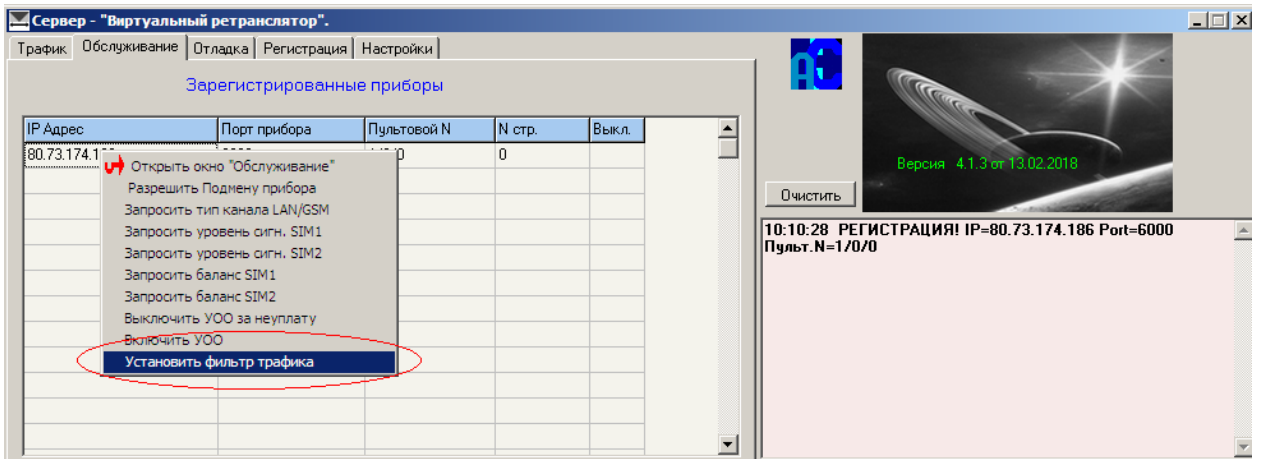 Сервер - "Виртуальный ретранслятор".
Трафик Обслуживание Отладка Регистрация Настройки
Зарегистрированные приборы
IP Адрес Порт прибора Пультовой N N стр. Выкл.
0
Открыть окно "Обслуживание"
Разрешить Подмену прибора
Запросить тип канала LAN/GSM
Запросить уровень сигн. SIM1
Запросить уровень сигн. SIM2
Запросить баланс SIM1
Запросить баланс SIM2
Выключить УОО за неуплату
Включить УОО
Установить фильтр трафика
АС
Версия 4.1.3 от 13.02.2018
Очистить
10:10:28 РЕГИСТРАЦИЯ! IP=80.73.174.186 Port=6000
Пульт.N=1/0/0